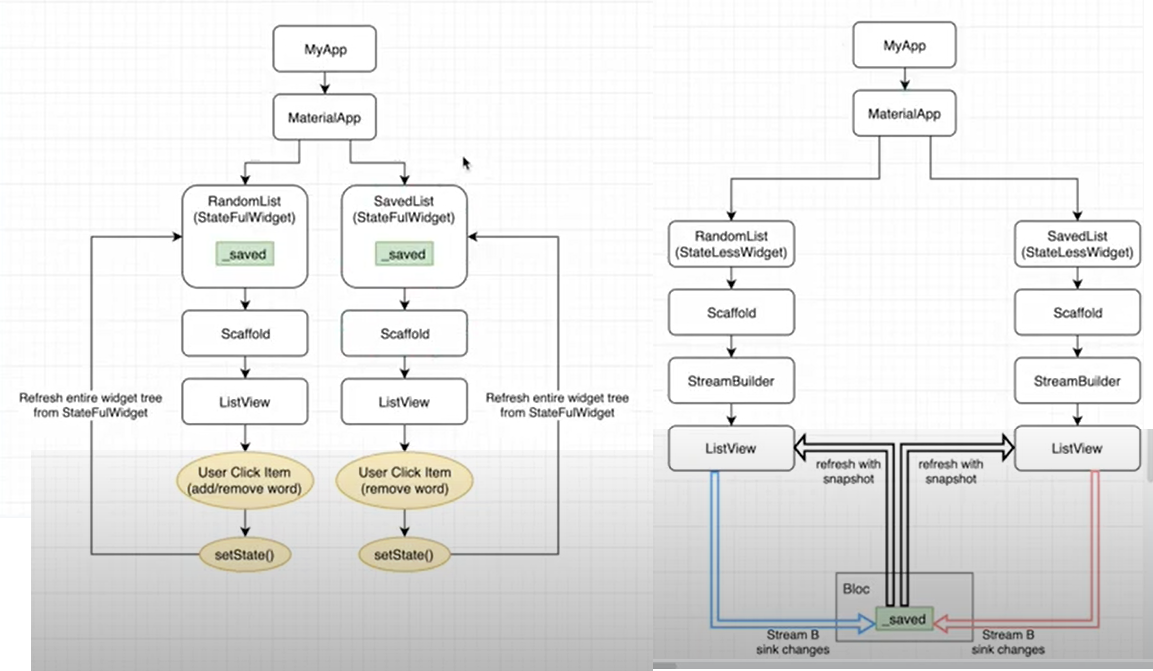 MyApp
MaterialApp
RandomList
(StateFulWidget)
_saved
SavedList
(StateFulWidget)
_saved
Scaffold
Scaffold
ListView
ListView
Refresh entire widget tree
from StateFulWidget
Refresh entire widget tree
from StateFulWidget
User Click Item
(add/remove word)
User Click Item
(remove word)
setState()
setState()
MyApp
MaterialApp
RandomList
(StateLessWidget)
SavedList
(StateLessWidget)
Scaffold
Scaffold
StreamBuilder
StreamBuilder
ListView
ListView
refresh with
snapshot
refresh with
snapshot
Bloc
_saved
Stream B
sink changes
Stream B
sink changes